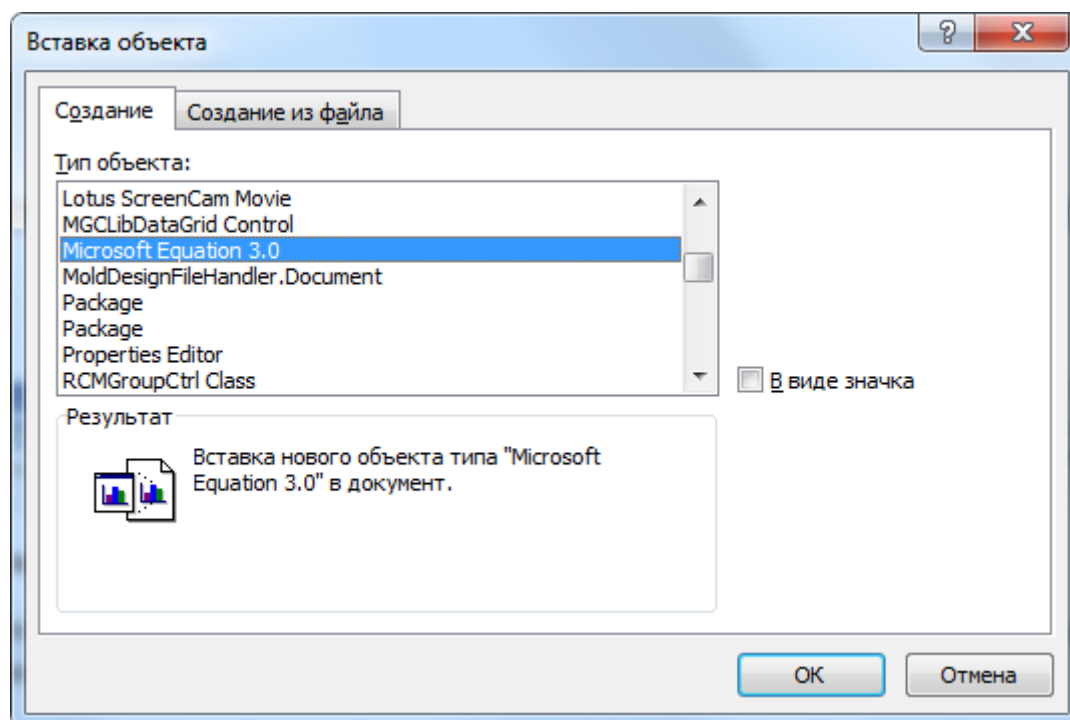 Вставка объекта
Создание
Создание из файла
Тип объекта:
Lotus ScreenCam Movie
MGCLibDataGrid Control
Microsoft Equation 3.0
MoldDesignFileHandler.Document
Package
Package
Properties Editor
RCMGroupCtrl Class
В виде значка
Результат
Вставка нового объекта типа "Microsoft
Equation 3.0" в документ.
ОК
Отмена